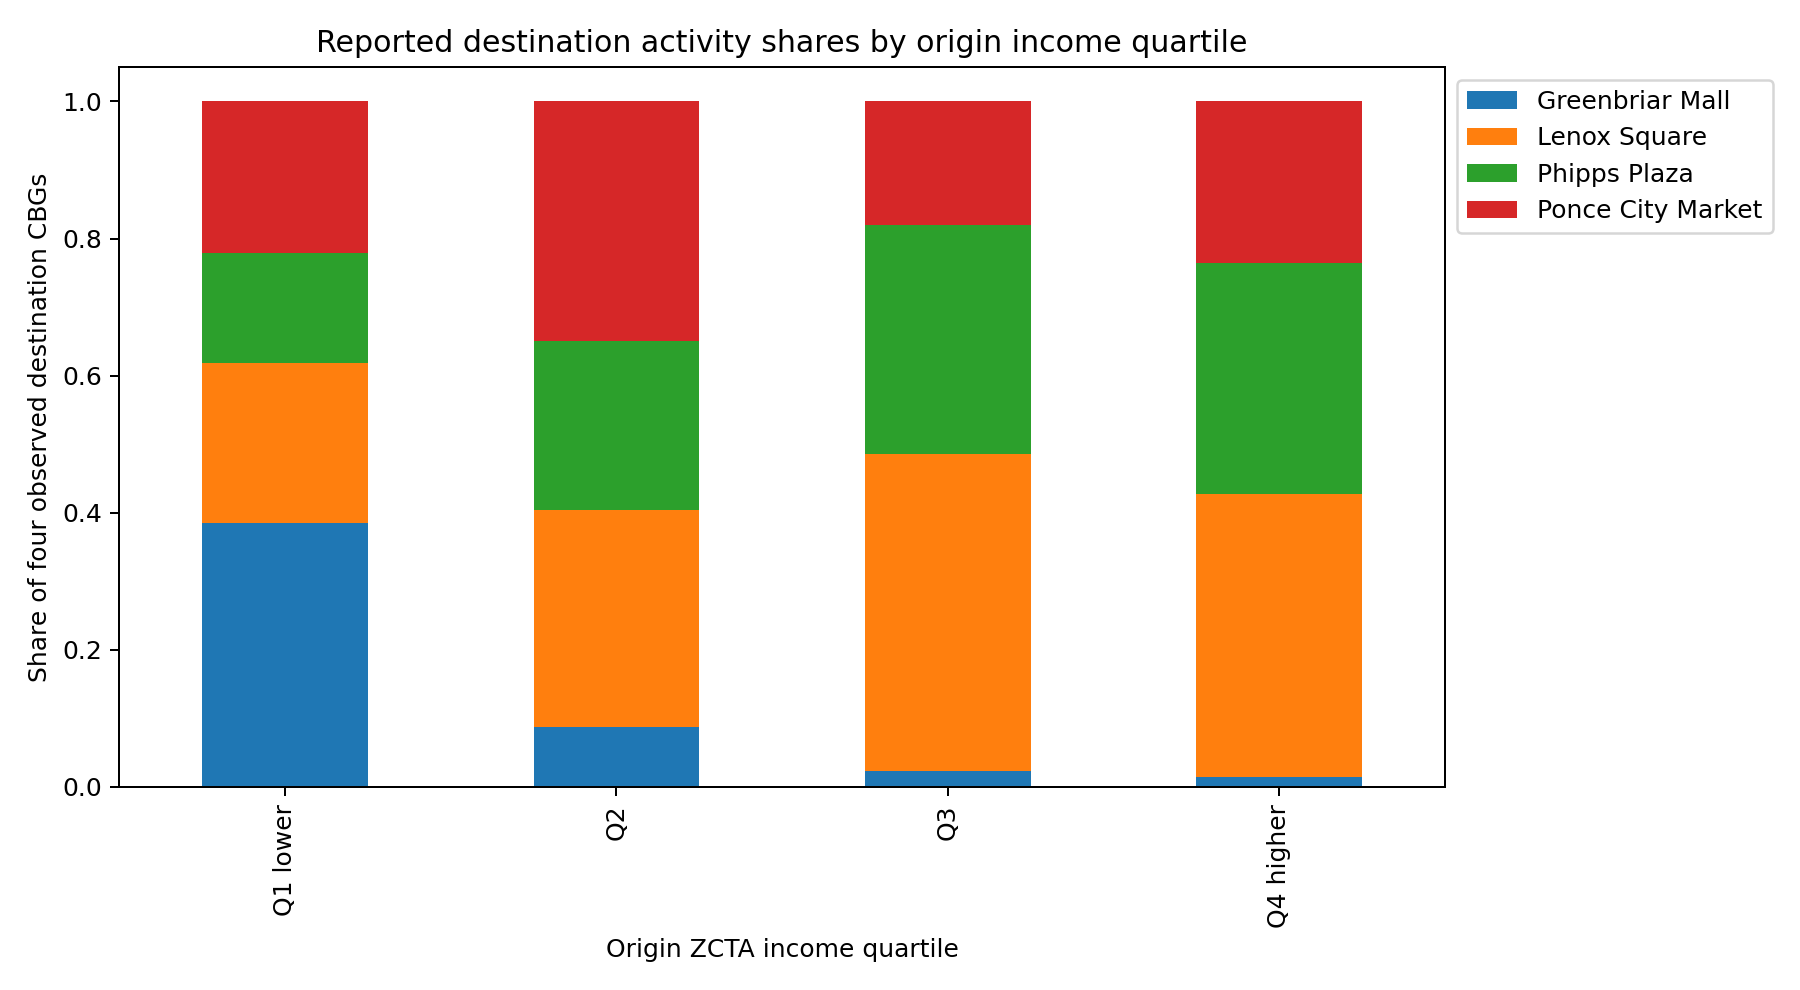 Reported destination activity shares by origin income quartile
Share of four observed destination CBGs
1.0
0.8
0.6
0.4
0.2
0.0
Q1 lower
Q2
Q3
Q4 higher
Origin ZCTA income quartile
Greenbriar Mall
Lenox Square
Phipps Plaza
Ponce City Market